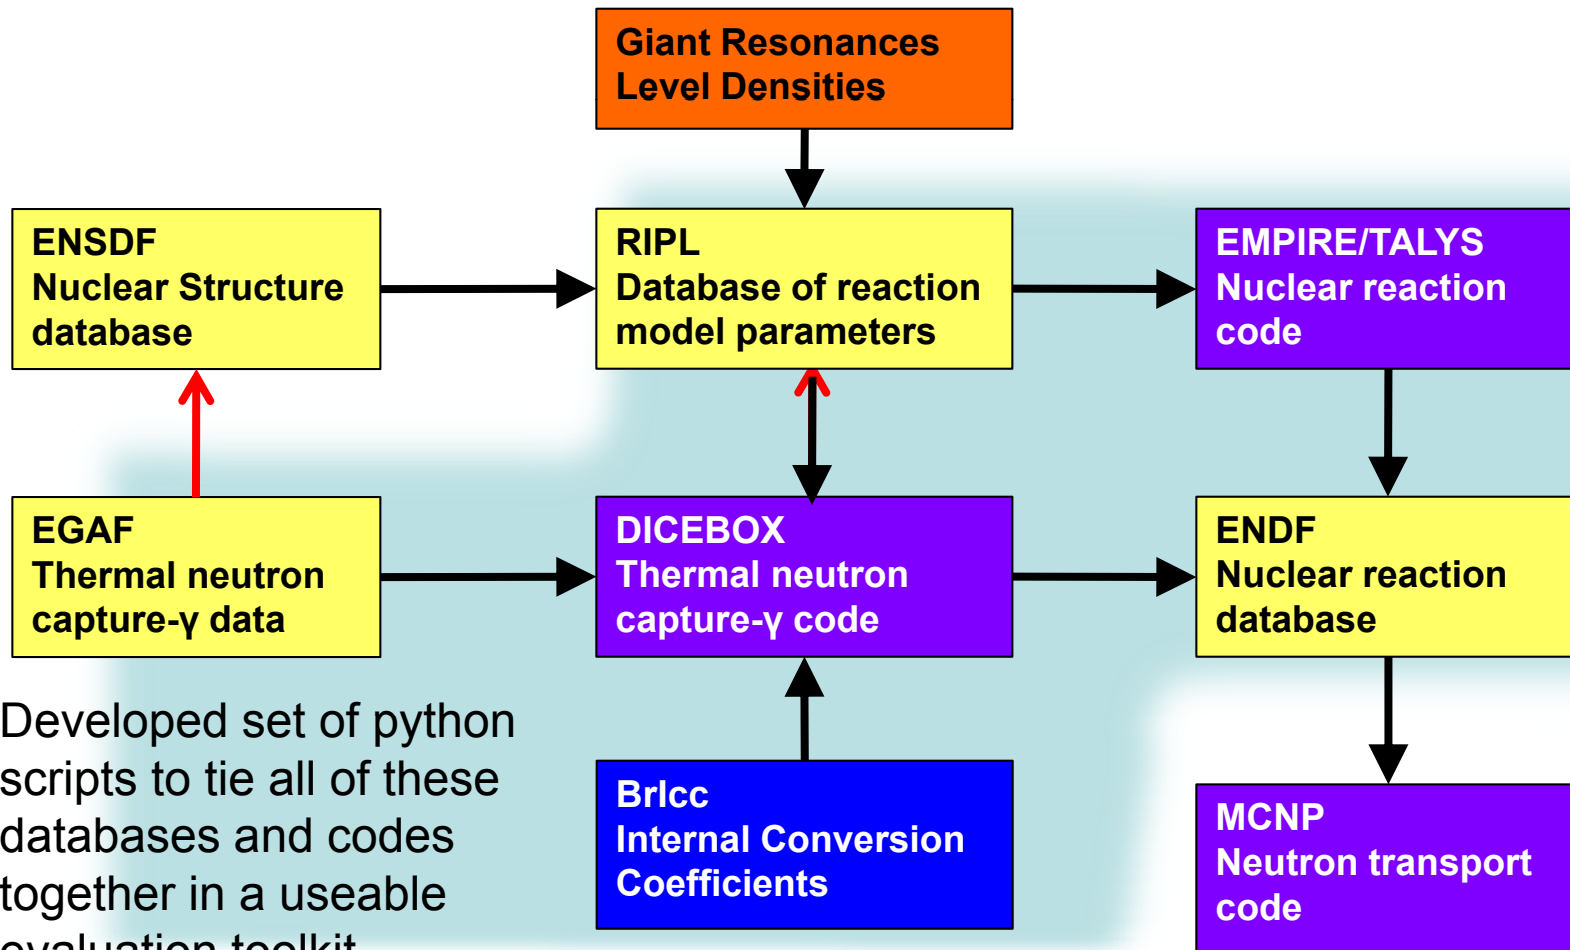 Giant Resonances
Level Densities
ENSDF
Nuclear Structure
database
RIPL
Database of reaction
model parameters
EMPIRE/TALYS
Nuclear reaction
code
EGAF
Thermal neutron
capture-γ data
DICEBOX
Thermal neutron
capture-γ code
ENDF
Nuclear reaction
database
Developed set of python
scripts to tie all of these
databases and codes
together in a useable
evaluation toolkit
BrIcc
Internal Conversion
Coefficients
MCNP
Neutron transport
code